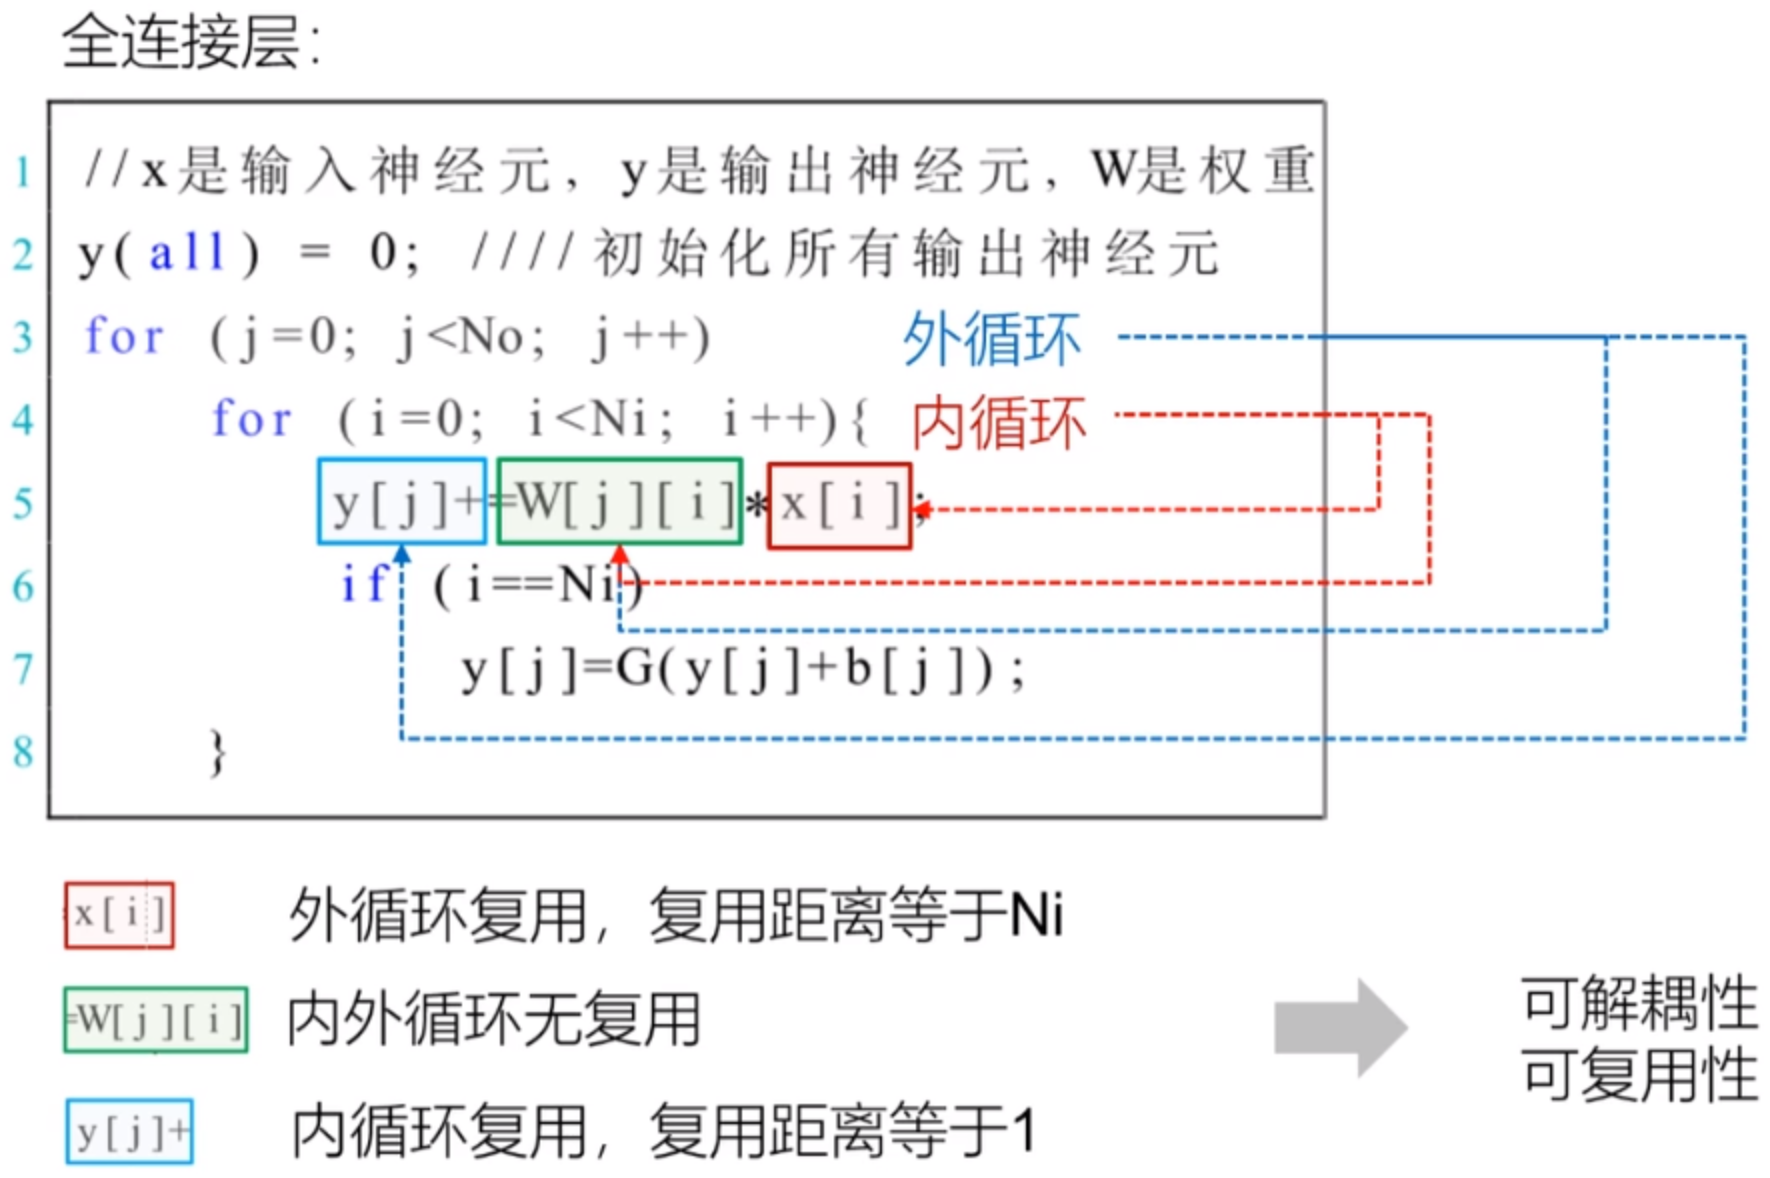 全连接层：
1 //x是输入神经元，y是输出神经元，W是权重
2 y(all) = 0; ////初始化所有输出神经元
3 for (j=0; j<No; j++) 外循环
4 for (i=0; i<Ni; i++){ 内循环
5 y[j]+=W[j][i]*x[i];
6 if (i==Ni)
7 y[j]=G(y[j]+b[j]);
8 }
x[i] 外循环复用，复用距离等于Ni
=W[j][i] 内外循环无复用
y[j]+ 内循环复用，复用距离等于1
可解耦性
可复用性